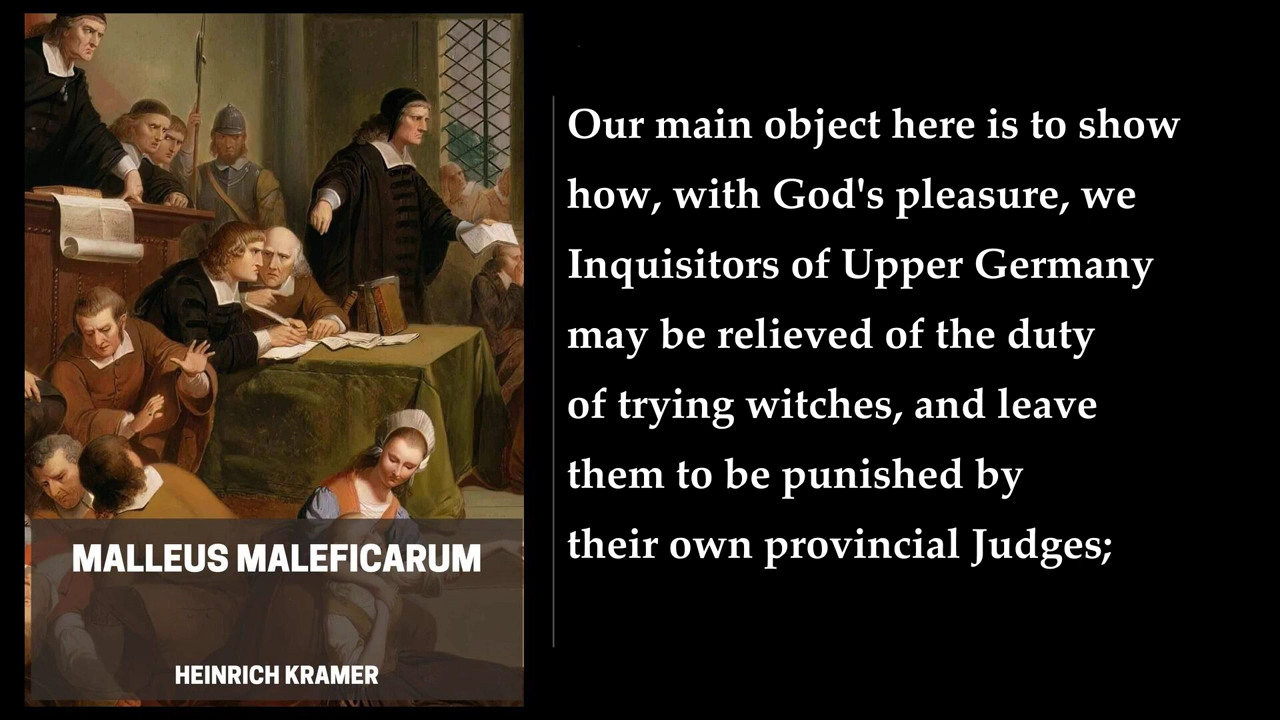 MALLEUS MALEFICARUM
HEINRICH KRAMER
Our main object here is to show
how, with God's pleasure, we
Inquisitors of Upper Germany
may be relieved of the duty
of trying witches, and leave
them to be punished by
their own provincial Judges;